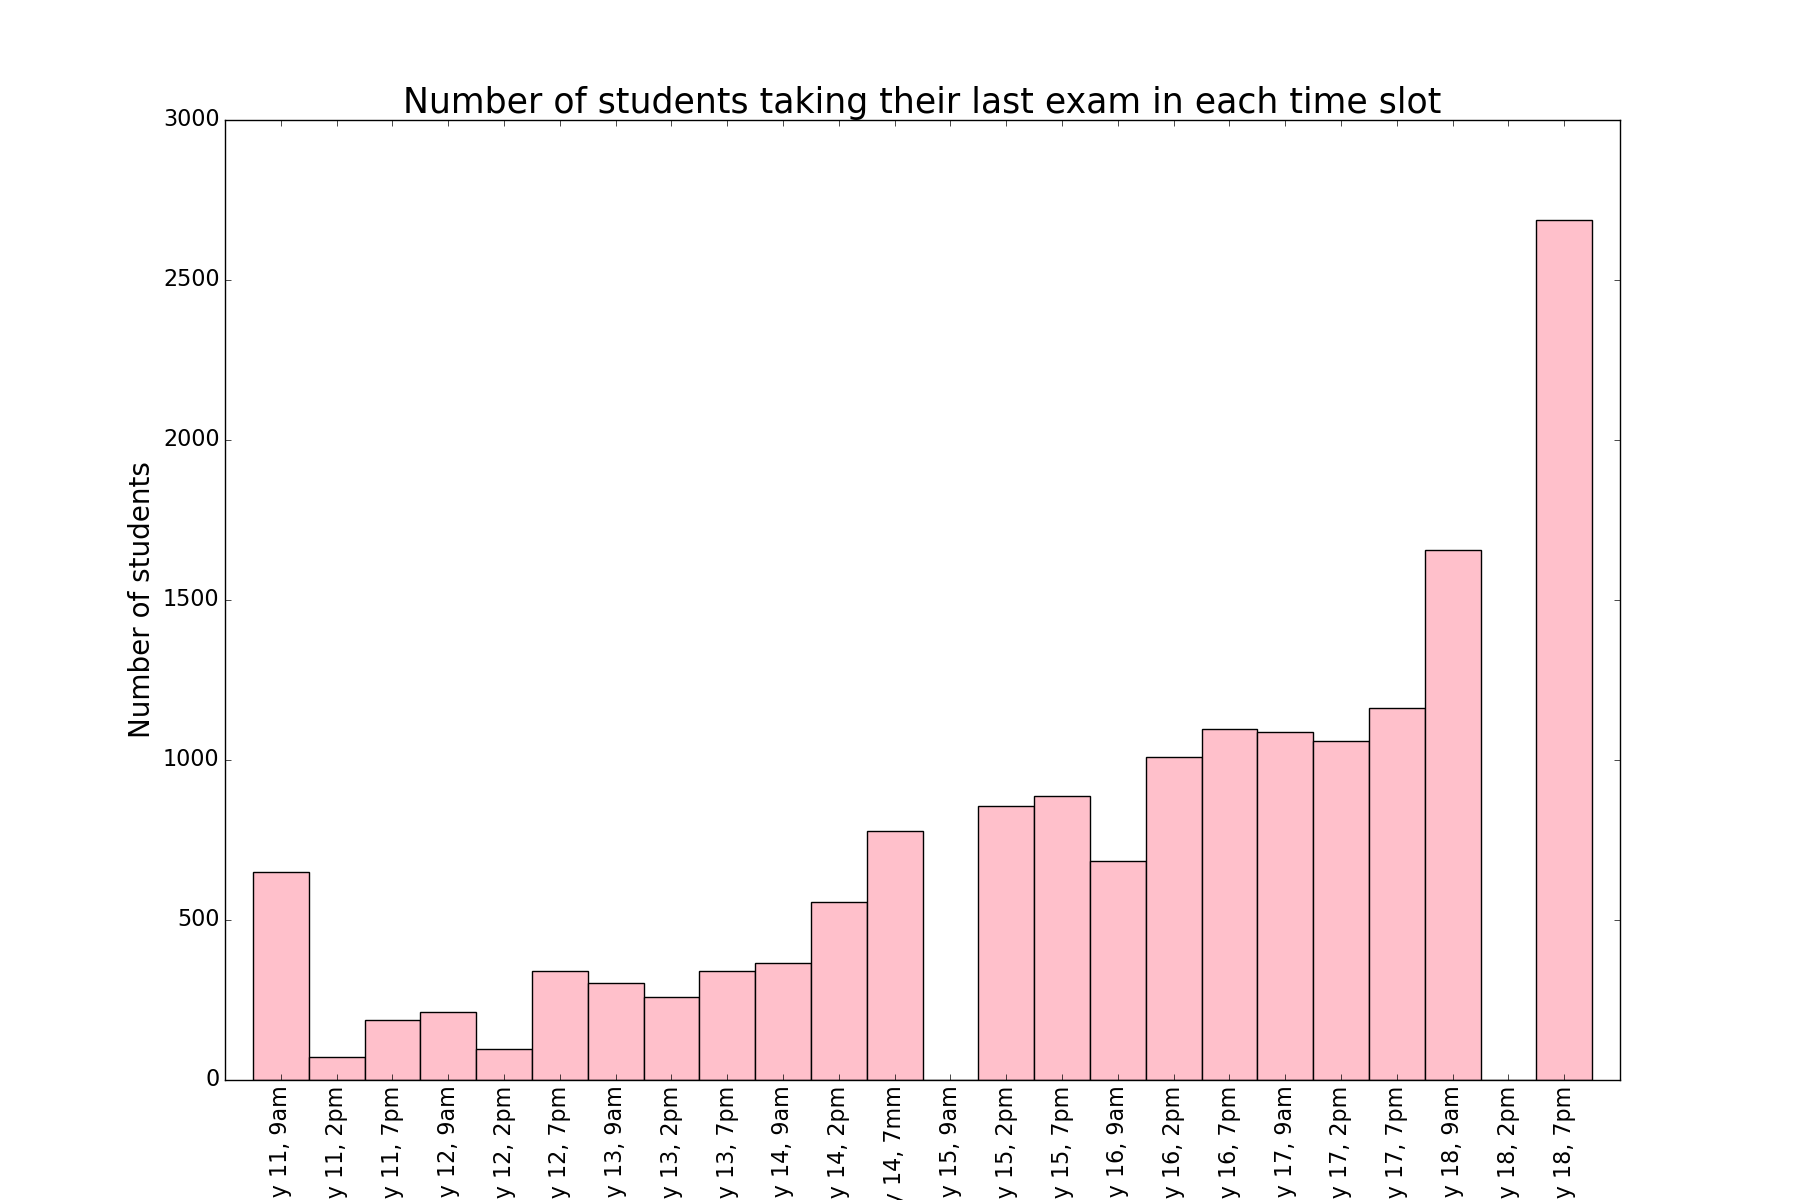 Number of students taking their last exam in each time slot
3000
2500
2000
1500
1000
500
0
Number of students
y 11, 9am
y 11, 2pm
y 11, 7pm
y 12, 9am
y 12, 2pm
y 12, 7pm
y 13, 9am
y 13, 2pm
y 13, 7pm
y 14, 9am
y 14, 2pm
y 14, 7mm
y 15, 9am
y 15, 2pm
y 15, 7pm
y 16, 9am
y 16, 2pm
y 16, 7pm
y 17, 9am
y 17, 2pm
y 17, 7pm
y 18, 9am
y 18, 2pm
y 18, 7pm